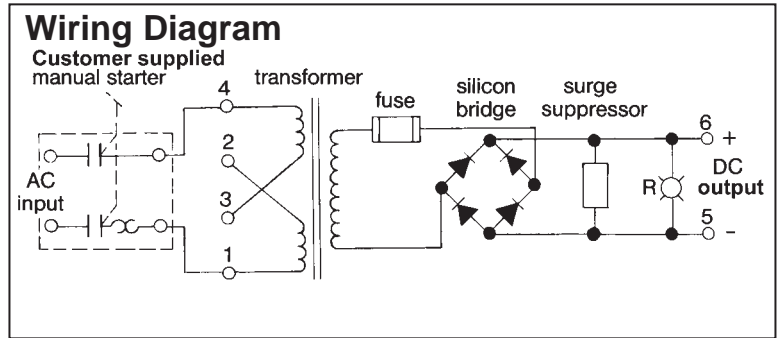 Wiring Diagram
Customer supplied
manual starter
4
transformer
fuse
silicon
bridge
surge
suppressor
2
6 +
AC
input
3
R
DC
output
1
5 -